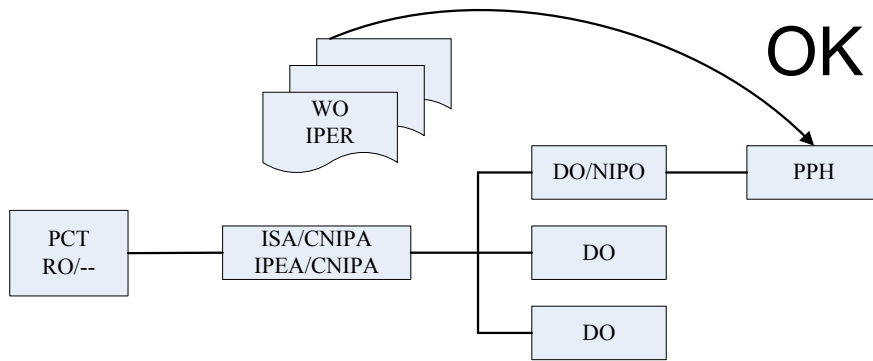 OK
WO
IPER
DO/NIPO
PPH
PCT
RO/--
ISA/CNIPA
IPEA/CNIPA
DO
DO